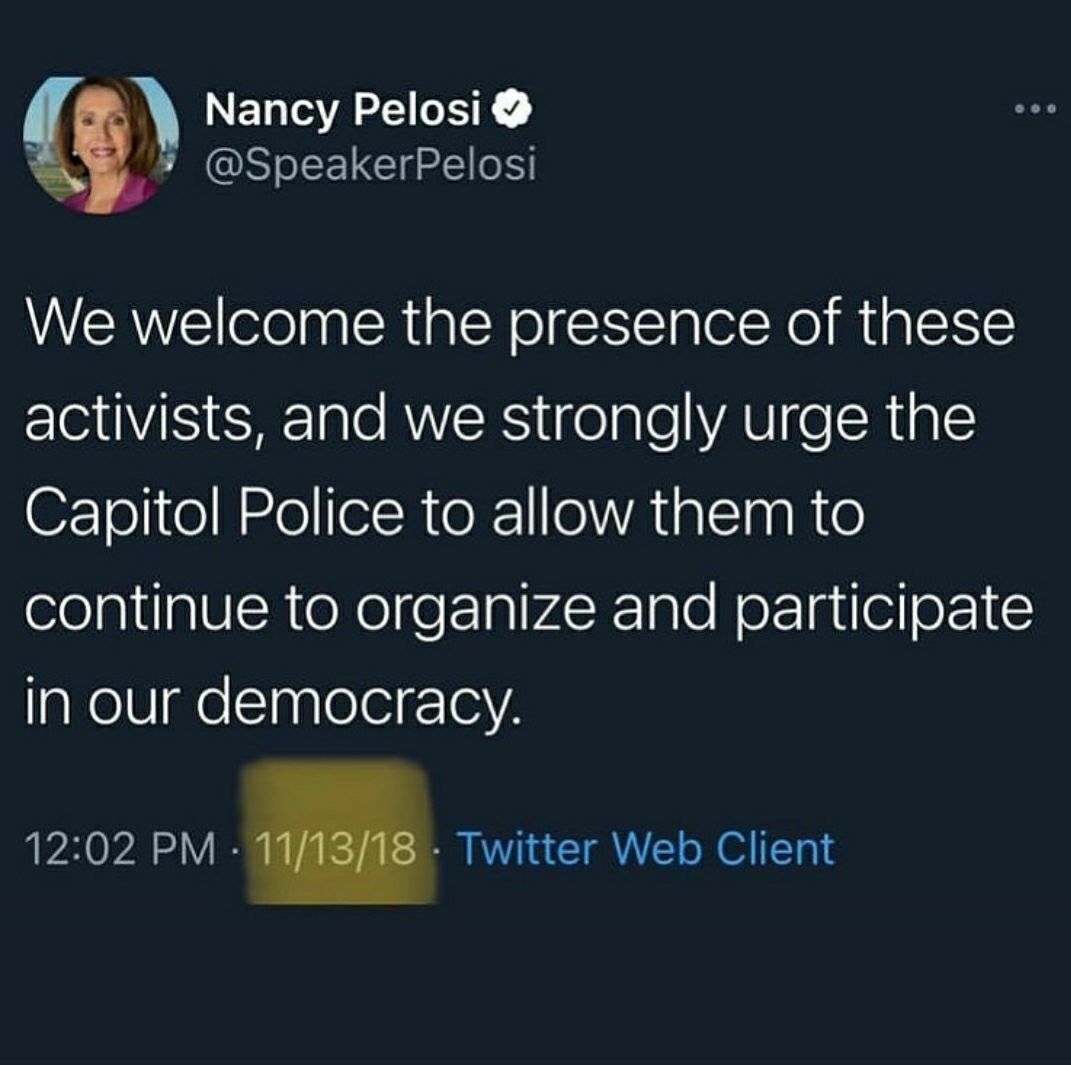 Nancy Pelosi
@SpeakerPelosi
We welcome the presence of these
activists, and we strongly urge the
Capitol Police to allow them to
continue to organize and participate
in our democracy.
12:02 PM · 11/13/18 · Twitter Web Client